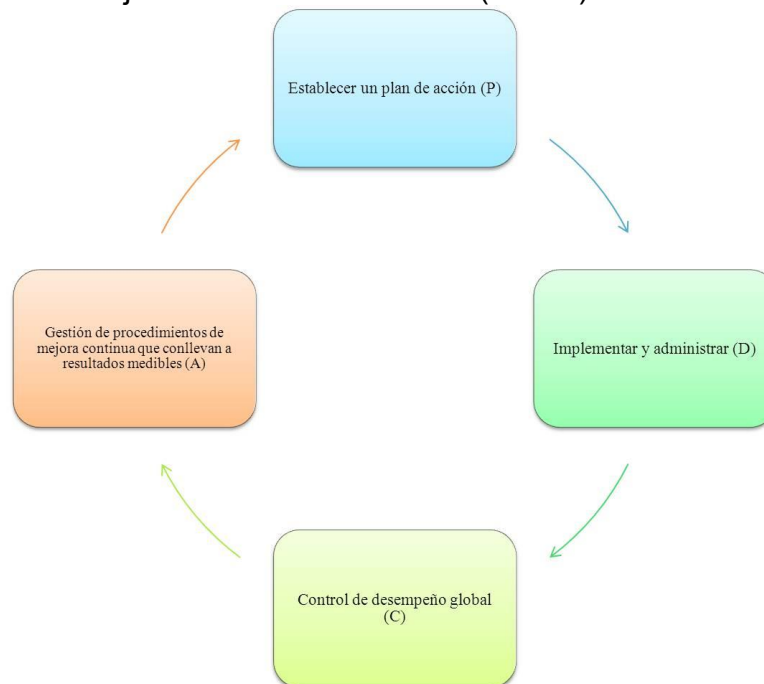 Establecer un plan de acción (P)
Implementar y administrar (D)
Control de desempeño global
(C)
Gestión de procedimientos de
mejora continua que conllevan a
resultados medibles (A)